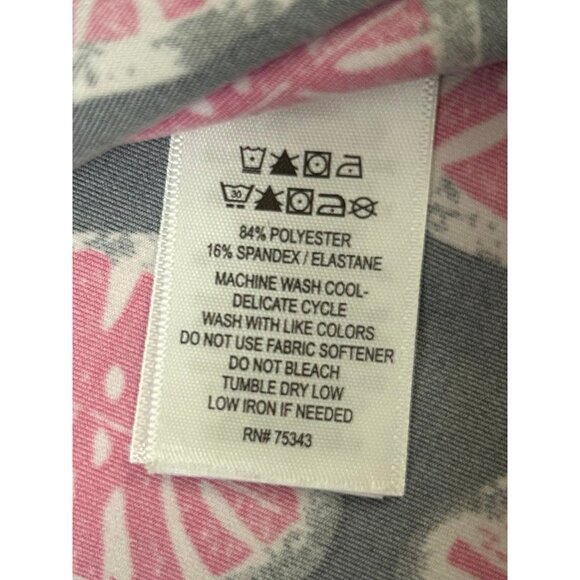 30
84% POLYESTER
16% SPANDEX / ELASTANE
MACHINE WASH COOL-
DELICATE CYCLE
WASH WITH LIKE COLORS
DO NOT USE FABRIC SOFTENER
DO NOT BLEACH
TUMBLE DRY LOW
LOW IRON IF NEEDED
RN# 75343